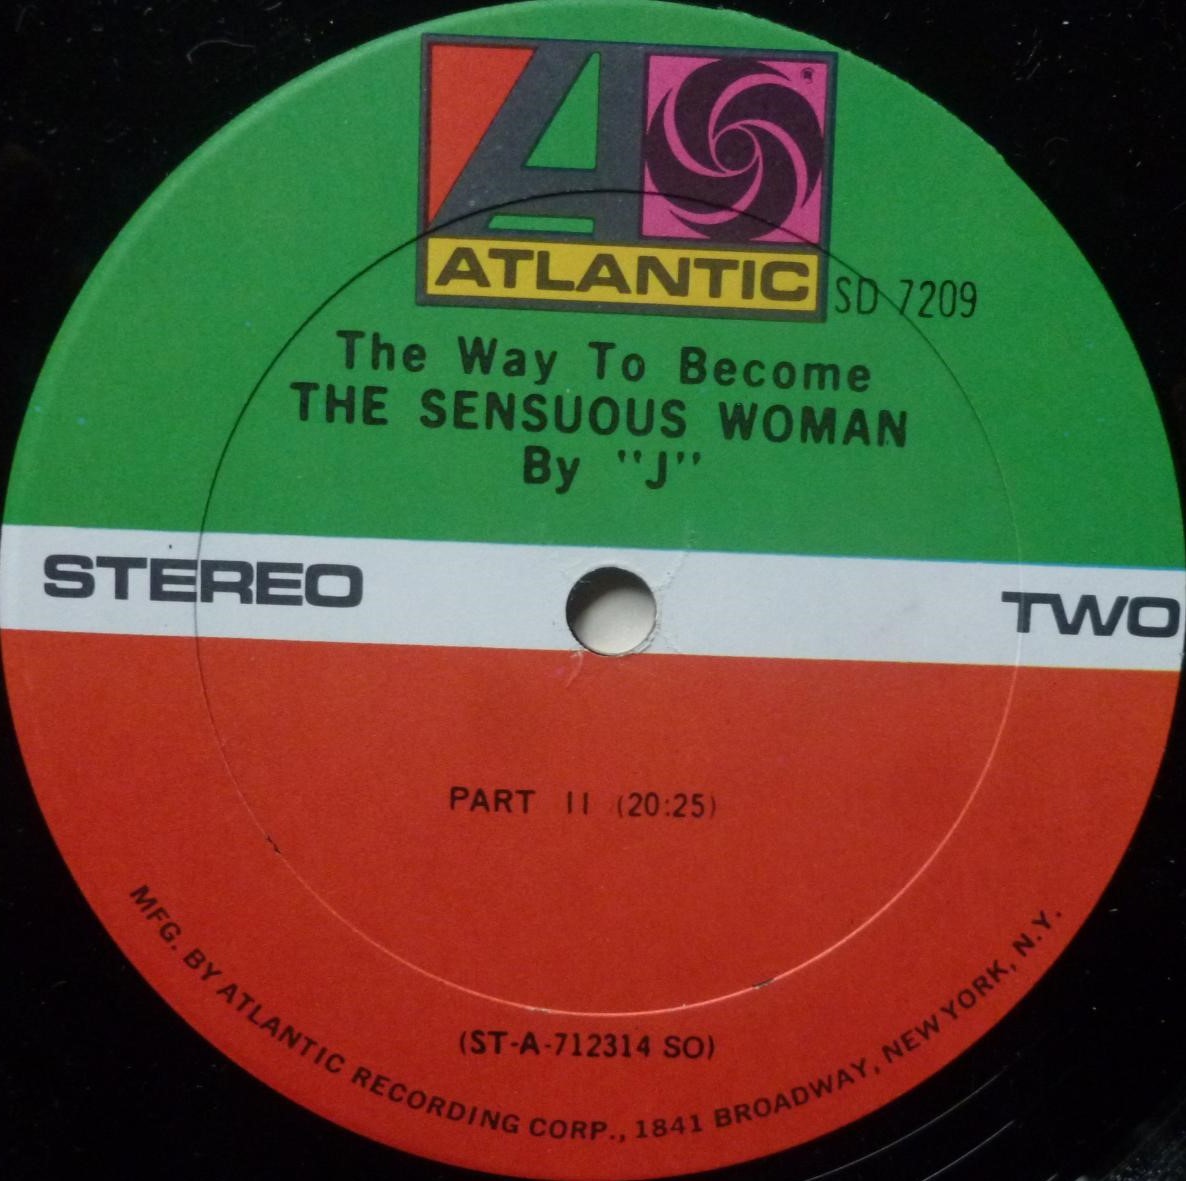 A
®
ATLANTIC
SD 7209
The Way To Become
THE SENSUOUS WOMAN
By "J"
STEREO
TWO
PART II (20:25)
(ST-A-712314 SO)
MFG. BY ATLANTIC RECORDING CORP., 1841 BROADWAY, NEW YORK, N.Y.